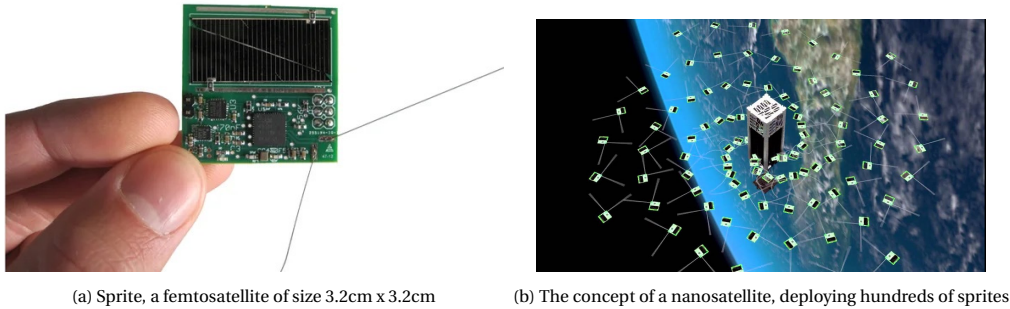 (a) Sprite, a femtosatellite of size 3.2cm x 3.2cm
(b) The concept of a nanosatellite, deploying hundreds of sprites